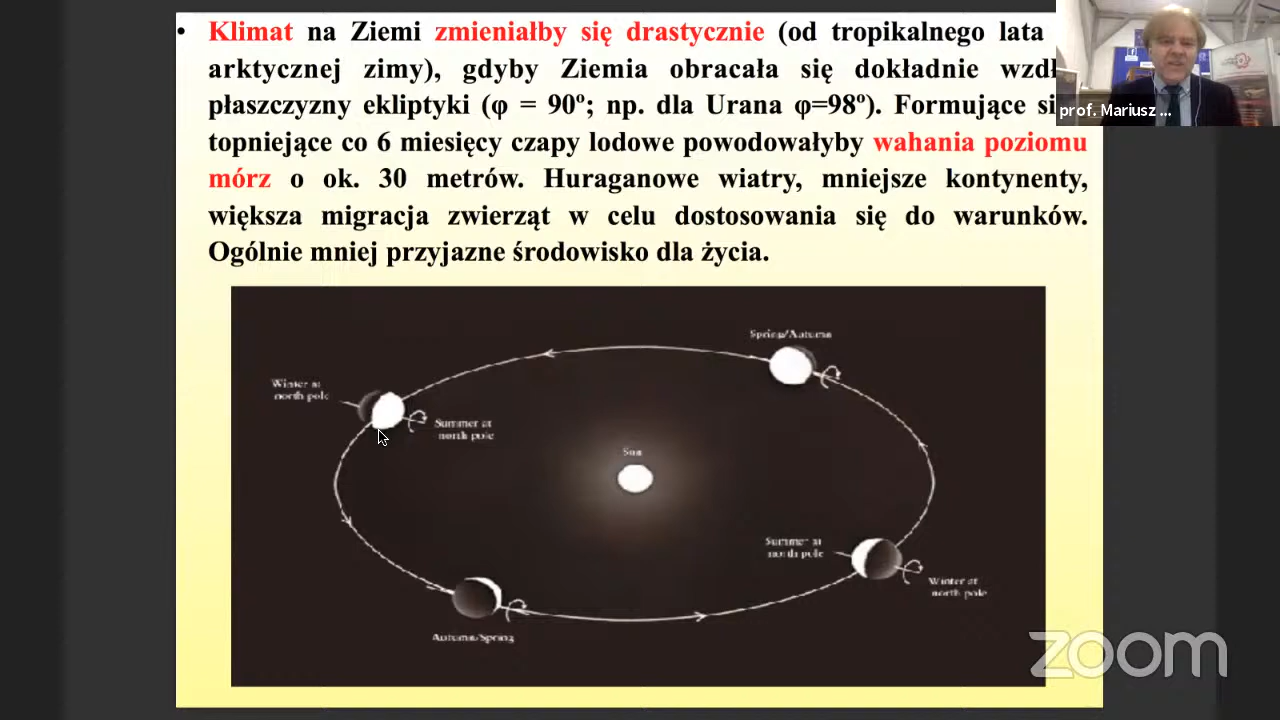 • Klimat na Ziemi zmieniałby się drastycznie (od tropikalnego lata
arktycznej zimy), gdyby Ziemia obracała się dokładnie wzdł
płaszczyzny ekliptyki (φ = 90º; np. dla Urana φ=98º). Formujące si
topniejące co 6 miesięcy czapy lodowe powodowałyby wahania poziomu
mórz o ok. 30 metrów. Huraganowe wiatry, mniejsze kontynenty,
większa migracja zwierząt w celu dostosowania się do warunków.
Ogólnie mniej przyjazne środowisko dla życia.
prof. Mariusz ...
Spring/Autumn
Winter at
north pole
Summer at
north pole
Sun
Summer at
north pole
Winter at
north pole
Autumn/Spring
zoom